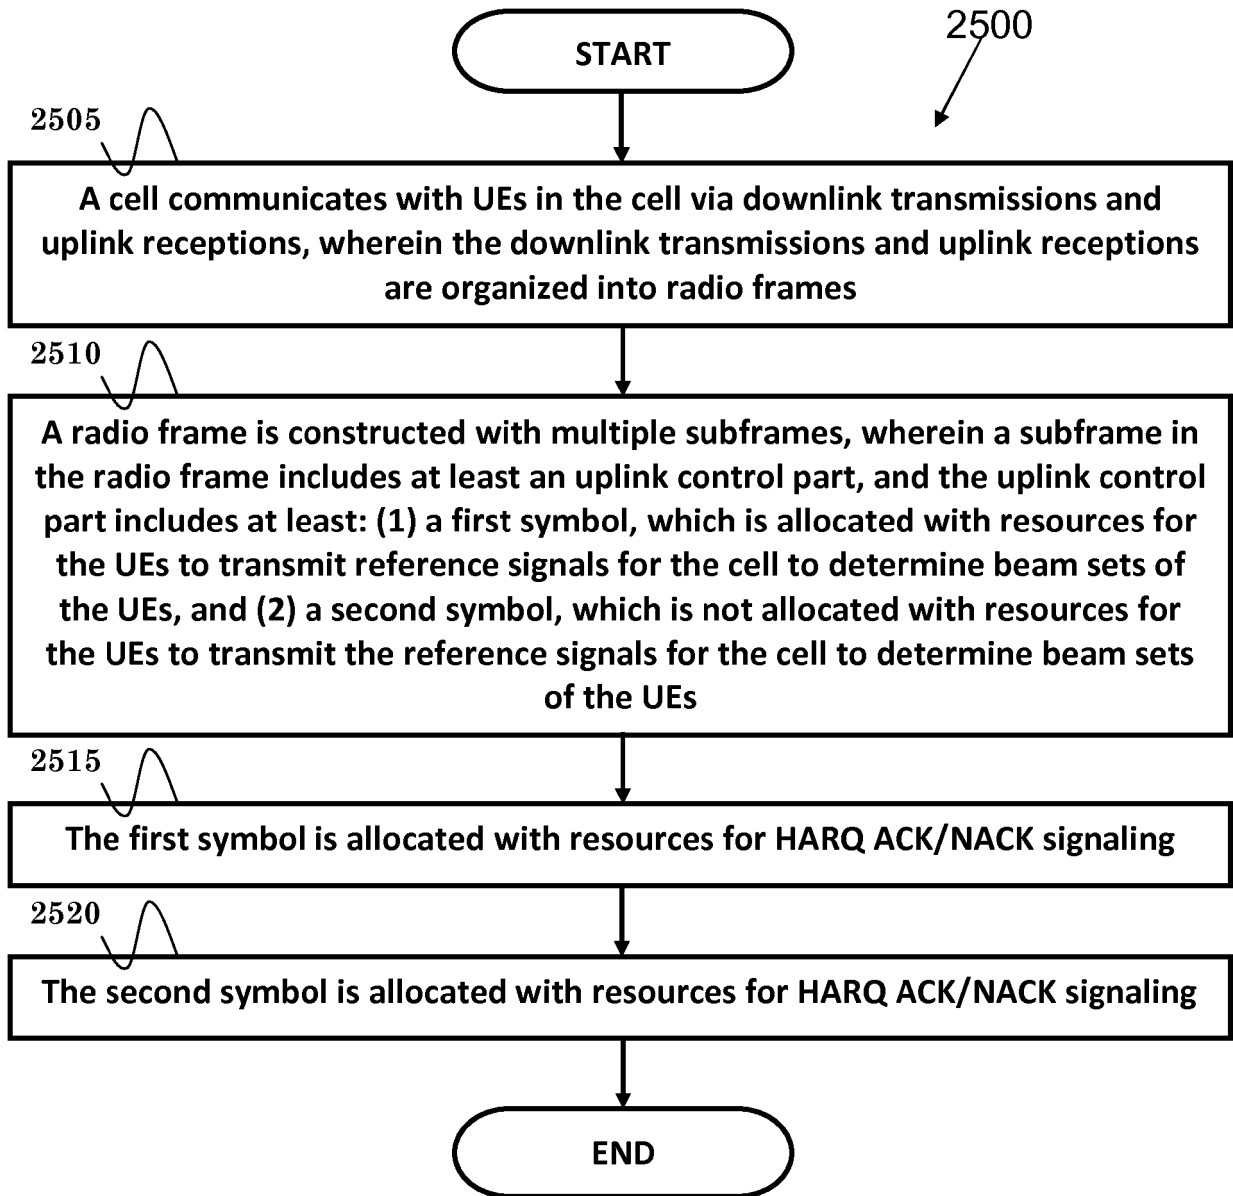 START
2500
2505
A cell communicates with UEs in the cell via downlink transmissions and
uplink receptions, wherein the downlink transmissions and uplink receptions
are organized into radio frames
2510
A radio frame is constructed with multiple subframes, wherein a subframe in
the radio frame includes at least an uplink control part, and the uplink control
part includes at least: (1) a first symbol, which is allocated with resources for
the UEs to transmit reference signals for the cell to determine beam sets of
the UEs, and (2) a second symbol, which is not allocated with resources for
the UEs to transmit the reference signals for the cell to determine beam sets
of the UEs
2515
The first symbol is allocated with resources for HARQ ACK/NACK signaling
2520
The second symbol is allocated with resources for HARQ ACK/NACK signaling
END